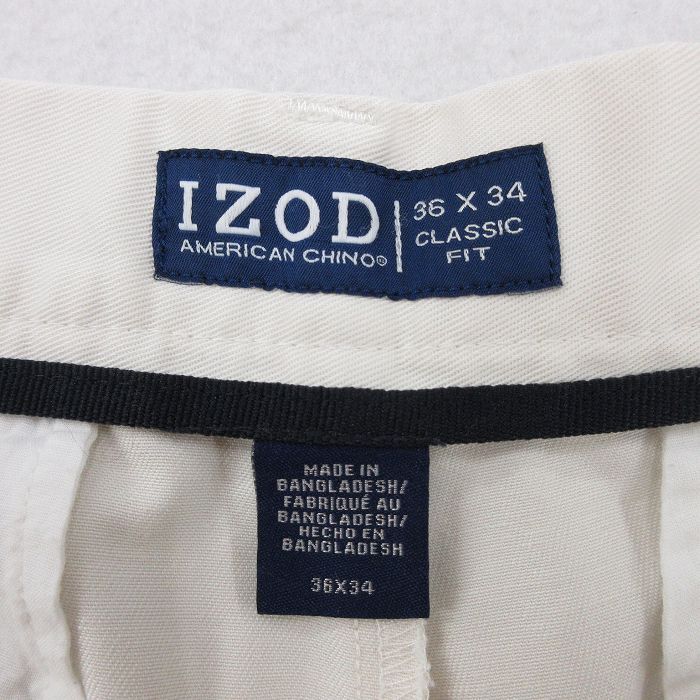 IZOD
AMERICAN CHINO®
36 X 34
CLASSIC
FIT
MADE IN
BANGLADESH/
FABRIQUÉ AU
BANGLADESH/
HECHO EN
BANGLADESH
36X34